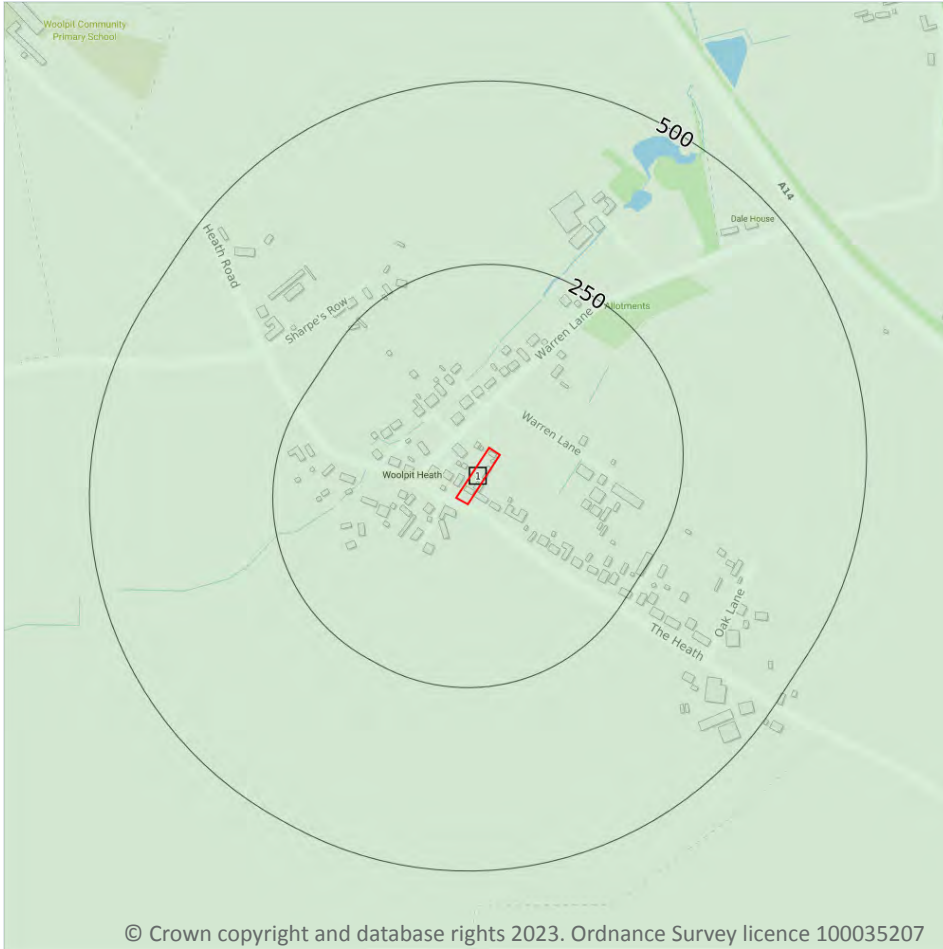 Woolpit Community
Primary School
500
A14
Dale House
Heath Road
250
Allotments
Sharpe's Row
Warren Lane
Warren Lane
Woolpit Heath
1
Oak Lane
The Heath
© Crown copyright and database rights 2023. Ordnance Survey licence 100035207